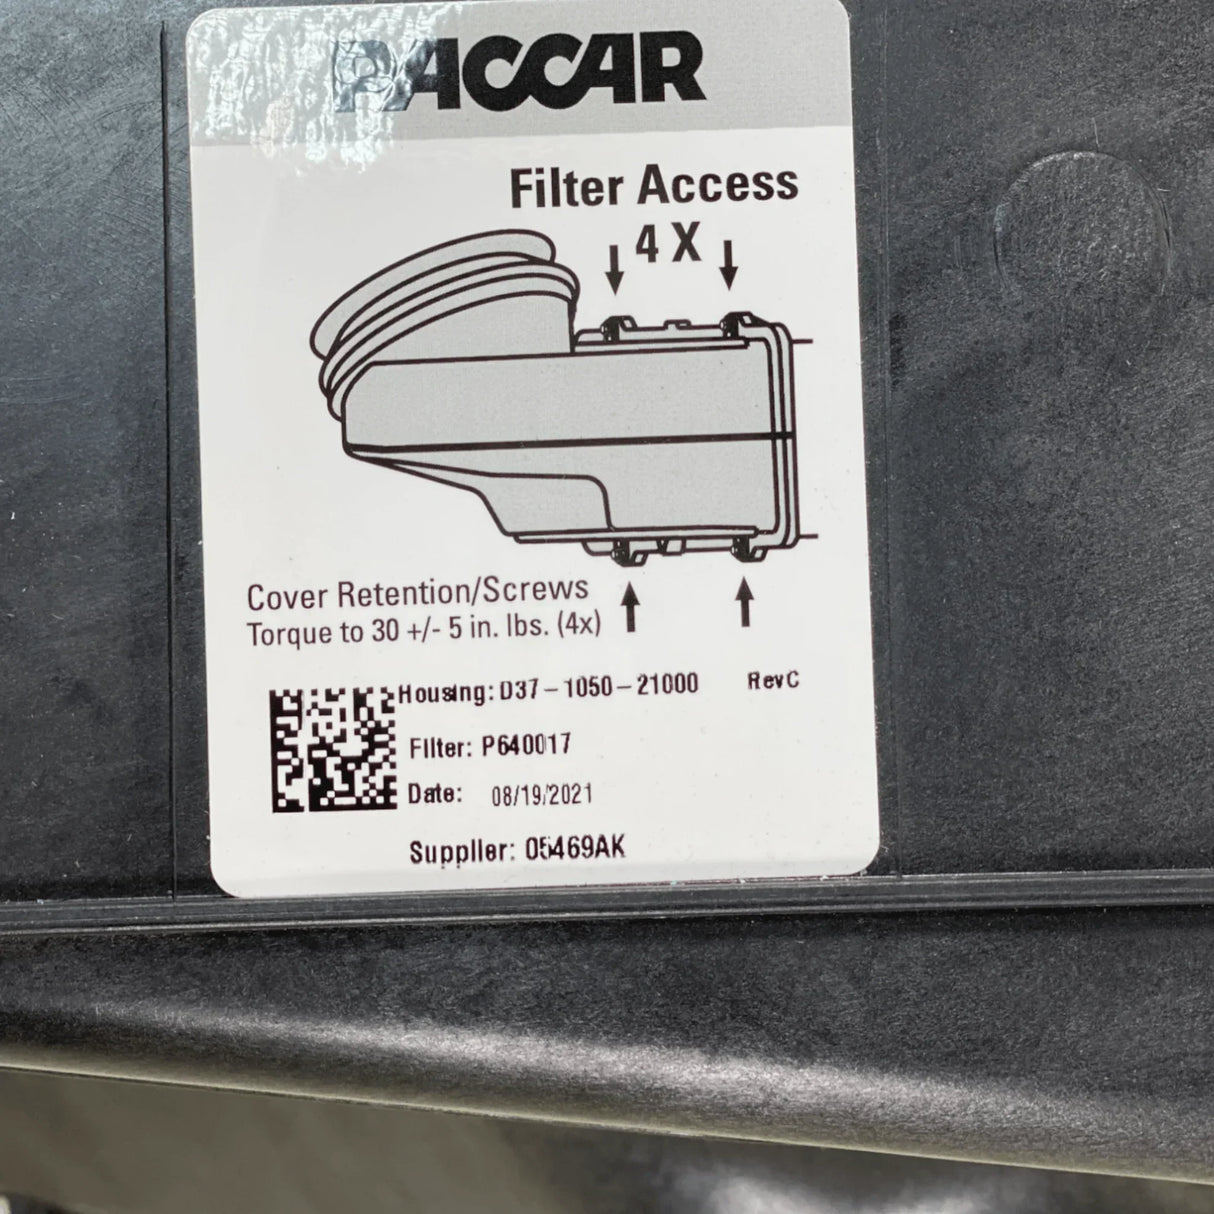 PACCAR
Filter Access
4 X
Cover Retention/Screws
Torque to 30 +/- 5 in. lbs. (4x)
Housing: D37-1050-21000 RevC
Filter: P640017
Date: 08/19/2021
Supplier: 05469AK